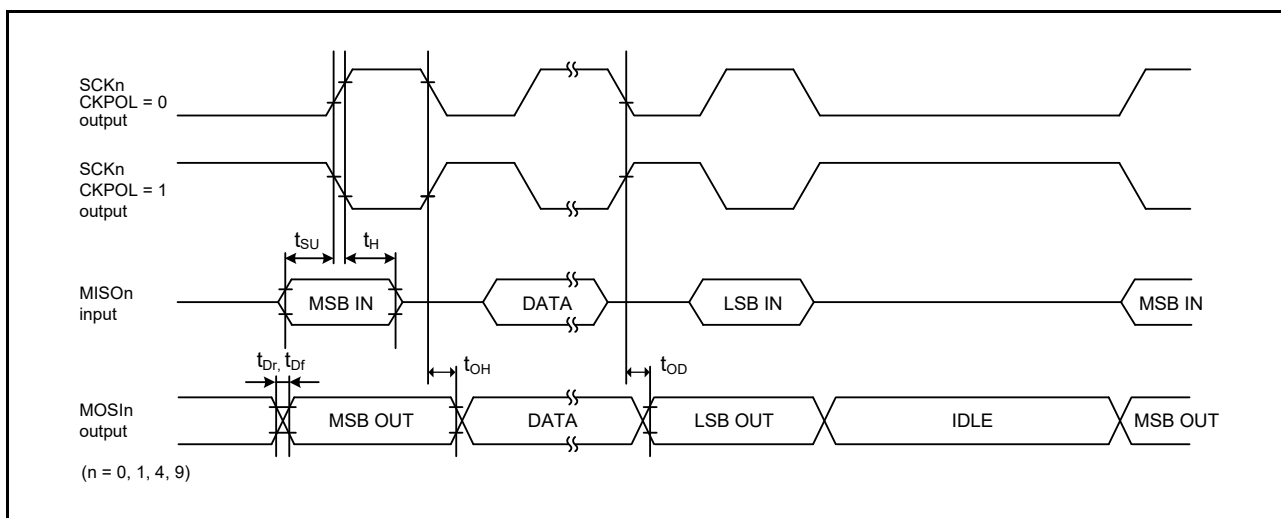 SCKn
CKPOL = 0
output
SCKn
CKPOL = 1
output
tSU
tH
MISOn
input
MSB IN
DATA
LSB IN
MSB IN
tDr, tDf
tOH
tOD
MOSIn
output
MSB OUT
DATA
LSB OUT
IDLE
MSB OUT
(n = 0, 1, 4, 9)